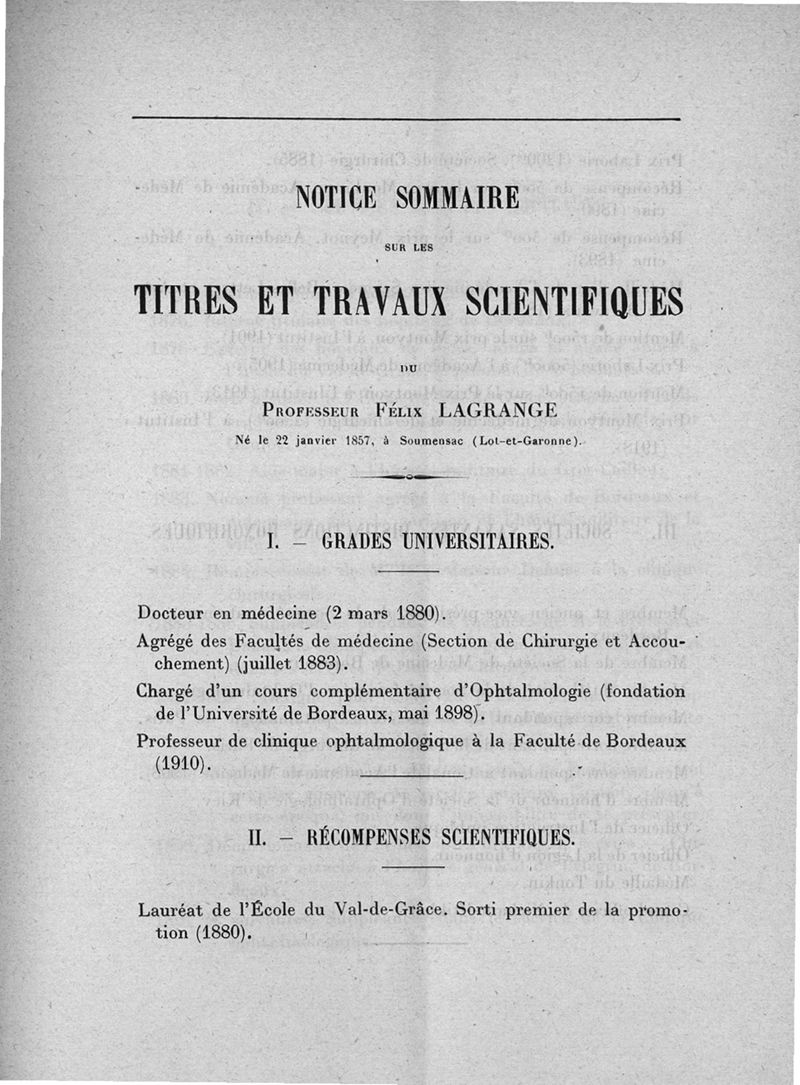 NOTICE SOMMAIRE
SUR LES
TITRES ET TRAVAUX SCIENTIFIQUES
DU
PROFESSEUR FÉLIX LAGRANGE
Né le 22 janvier 1857, à Soumensac (Lot-et-Garonne).
I. — GRADES UNIVERSITAIRES.
Docteur en médecine (2 mars 1880).
Agrégé des Facultés de médecine (Section de Chirurgie et Accou-
chement) (juillet 1883).
Chargé d'un cours complémentaire d'Ophtalmologie (fondation
de l'Université de Bordeaux, mai 1898).
Professeur de clinique ophtalmologique à la Faculté de Bordeaux
(1910).
II. — RÉCOMPENSES SCIENTIFIQUES.
Lauréat de l'École du Val-de-Grâce. Sorti premier de la promo-
tion (1880).